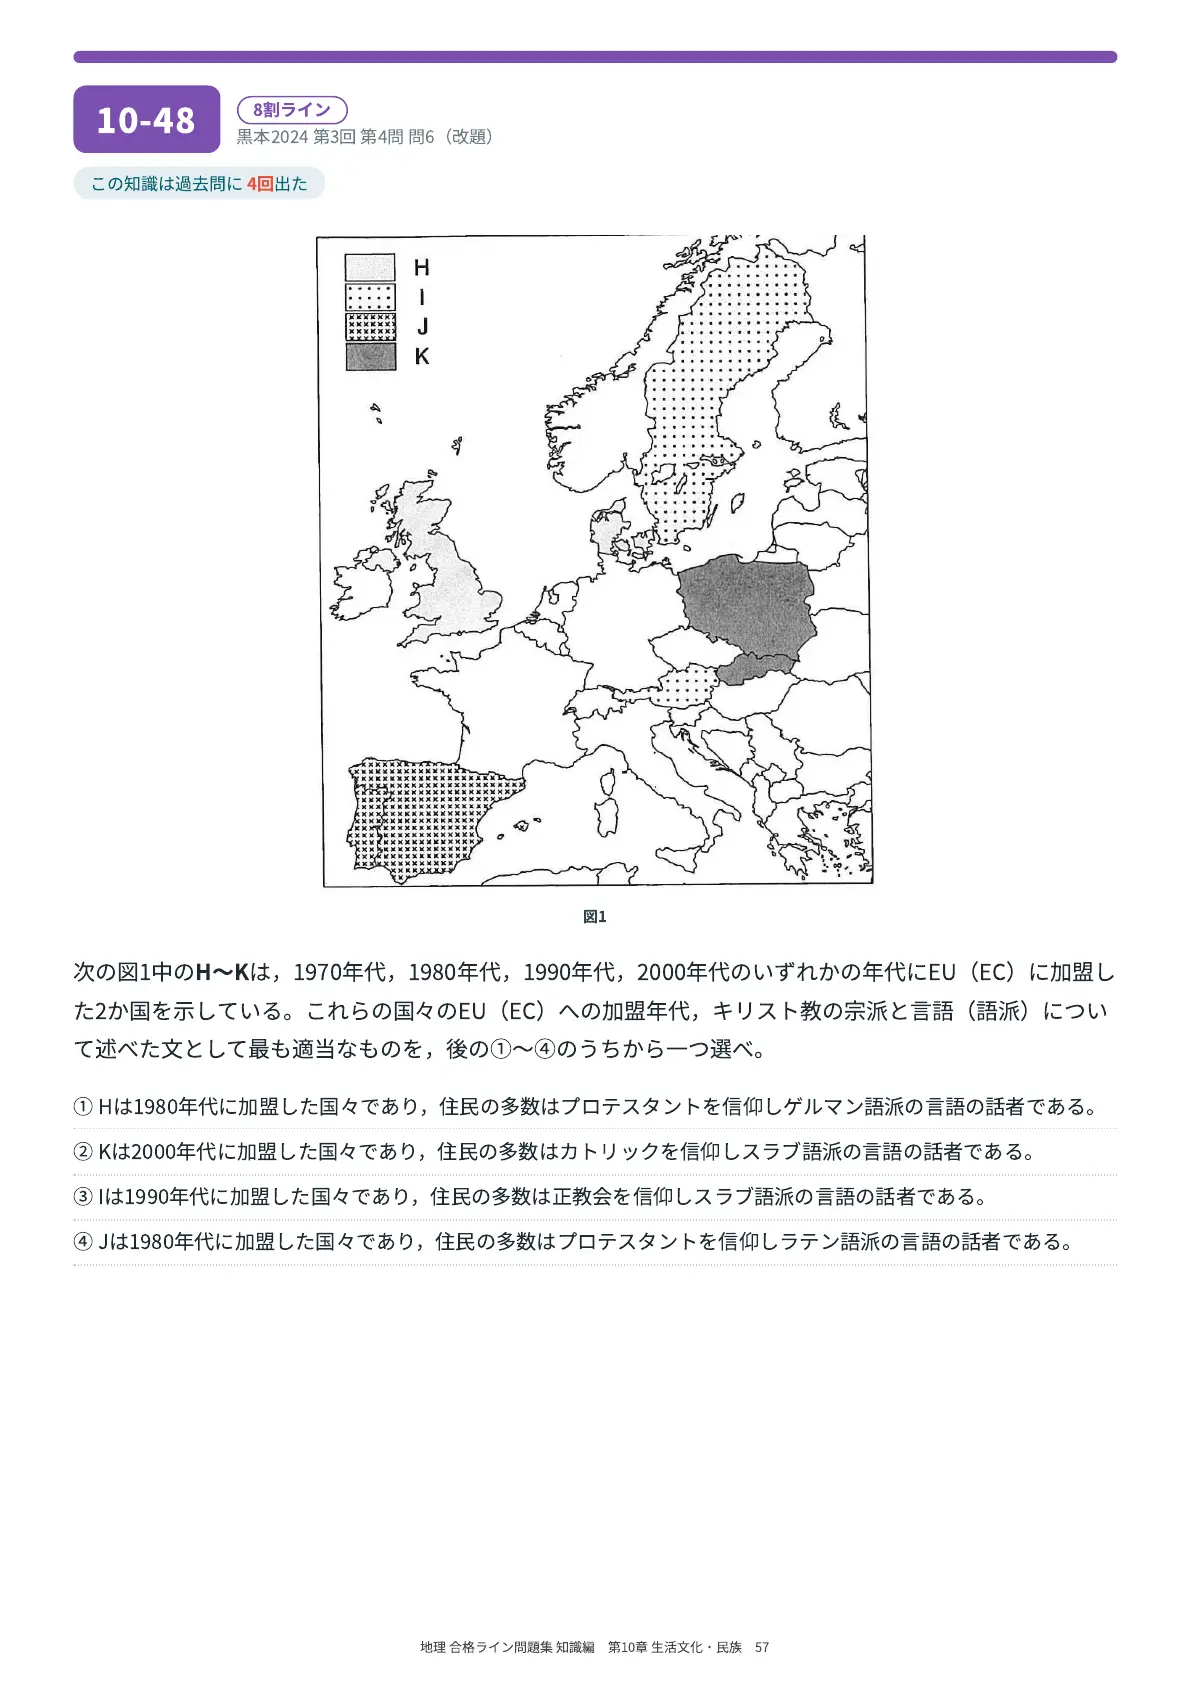 10-48
8割ライン
黒本2024 第3回 第4問 問6（改題）
この知識は過去問に 4回出た
H
I
J
K
図1
次の図1中のH〜Kは，1970年代，1980年代，1990年代，2000年代のいずれかの年代にEU（EC）に加盟し
た2か国を示している。これらの国々のEU（EC）への加盟年代，キリスト教の宗派と言語（語派）につい
て述べた文として最も適当なものを，後の①〜④のうちから一つ選べ。
① Hは1980年代に加盟した国々であり，住民の多数はプロテスタントを信仰しゲルマン語派の言語の話者である。
② Kは2000年代に加盟した国々であり，住民の多数はカトリックを信仰しスラブ語派の言語の話者である。
③ Iは1990年代に加盟した国々であり，住民の多数は正教会を信仰しスラブ語派の言語の話者である。
④ Jは1980年代に加盟した国々であり，住民の多数はプロテスタントを信仰しラテン語派の言語の話者である。
地理 合格ライン問題集 知識編　第10章 生活文化・民族　57